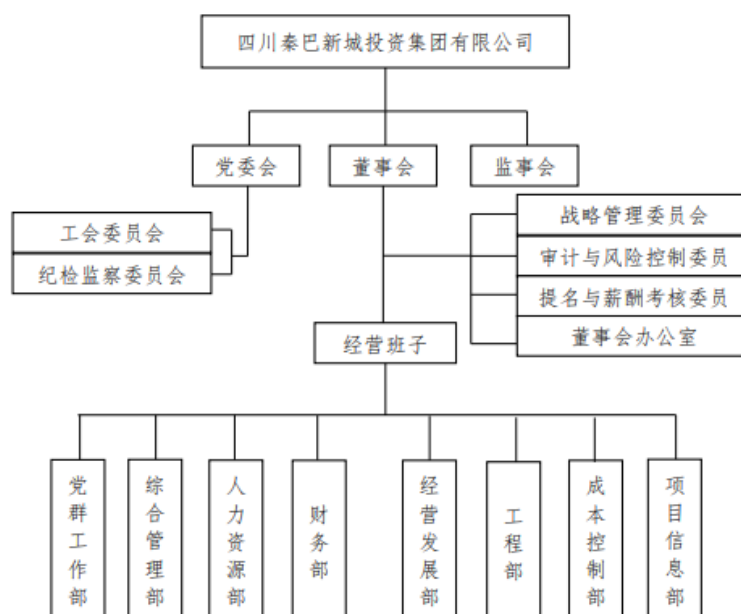 四川秦巴新城投资集团有限公司
党委会
董事会
监事会
工会委员会
纪检监察委员会
战略管理委员会
审计与风险控制委员
提名与薪酬考核委员
董事会办公室
经营班子
党群工作部
综合管理部
人力资源部
财务部
经营发展部
工程部
成本控制部
项目信息部